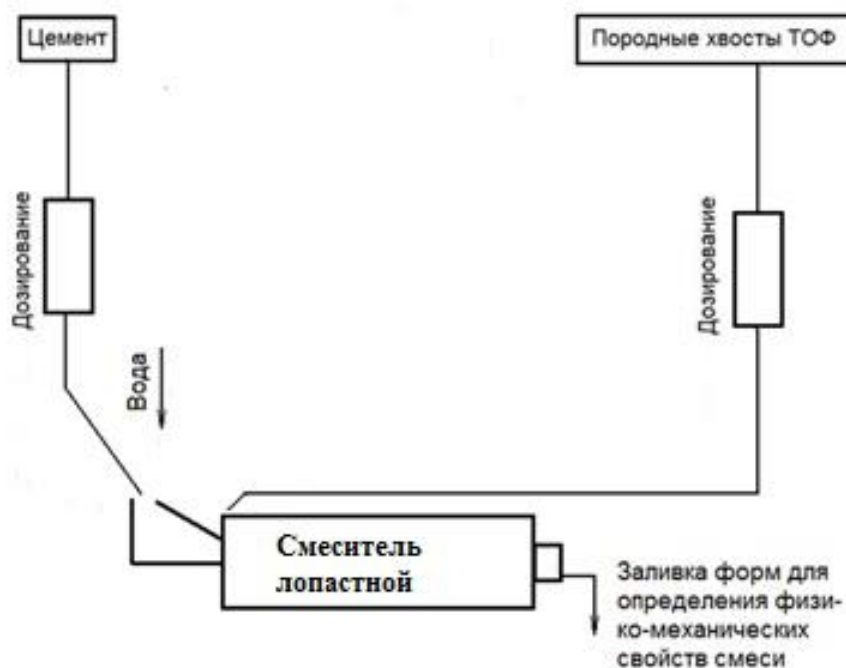 Цемент
Породные хвосты ТОФ
Дозирование
Дозирование
Вода
Смеситель
лопастной
Заливка форм для
определения физи-
ко-механических
свойств смеси